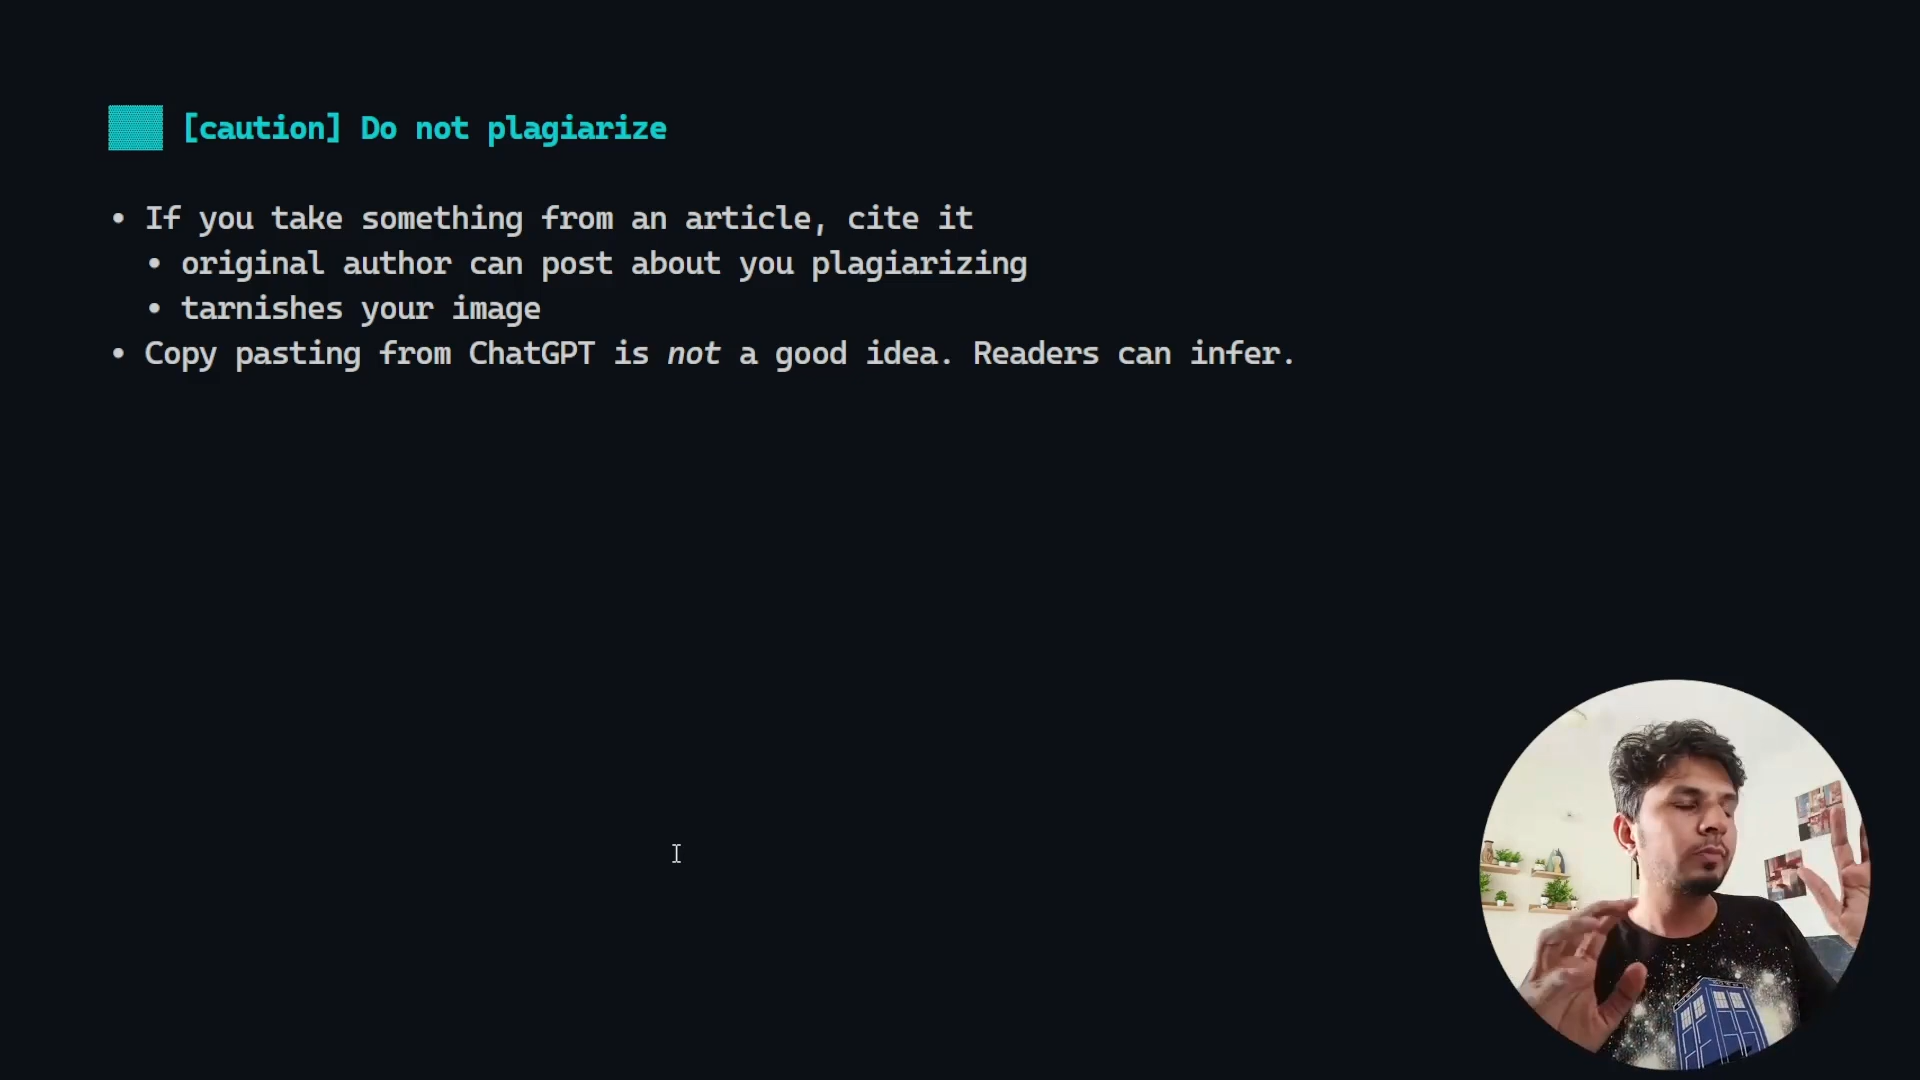 [caution] Do not plagiarize
• If you take something from an article, cite it
• original author can post about you plagiarizing
• tarnishes your image
• Copy pasting from ChatGPT is not a good idea. Readers can infer.